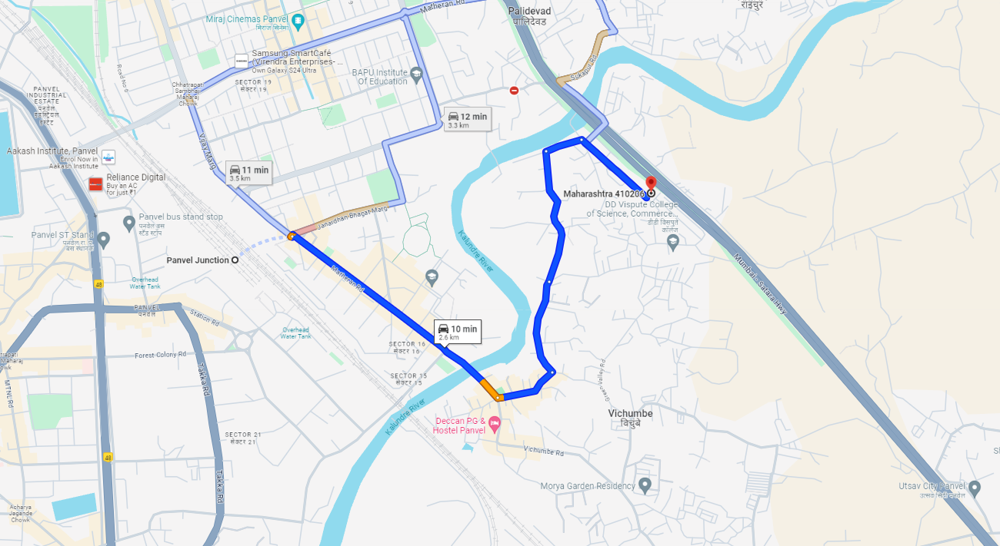 Matheran Rd
Palidevad
पालिदेवड
राइचुर
Miraj Cinemas Panvel
मिराज सिनेमा
Samsung SmartCafé
(Virendra Enterprises- ...
Own Galaxy S24 Ultra
Road No 6
SECTOR 19
सेक्टर 19
BAPU Institute
Of Education
Sukapur Rd
Chhatrapati
Sambhaji
Maharaj
Chowk
PANVEL
INDUSTRIAL
ESTATE
पनवेल
इंडस्ट्रियल
इस्टेट
12 min
3.3 km
Vijay Marg
Aakash Institute, Panvel
Enrol Now in
Aakash Institute
11 min
3.5 km
Reliance Digital
Buy an AC
for just ₹1
Maharashtra 410206
DD Vispute College
of Science, Commerce...
डीडी विसपुते
कॉलेज
Janardhan Bhagat Marg
Panvel bus stand stop
पनवेल बस
स्टँड स्टॉप
Panvel ST Stand
पनवेल रा. प.
बस स्थानक
Panvel Junction
Kalundre River
Matheran Rd
Mumbai - Satara Hwy
Overhead
Water Tank
48
PANVEL
पनवेल
Station Rd
Overhead
Water Tank
10 min
2.6 km
SECTOR 16
सेक्टर 16
Forest Colony Rd
Maharaj
MTNL Rd
Takka Rd
SECTOR 15
सेक्टर 15
Green Valley Rd
Kalundre River
Vichumbe
विचुंबे
Deccan P.G &
Hostel Panvel
SECTOR 21
सेक्टर 21
Vichumbe Rd
48
Takka Rd
Morya Garden Residency
Utsav City Panvel
उत्सव सिटी पनवेल
Acharya
Jagande
Chowk